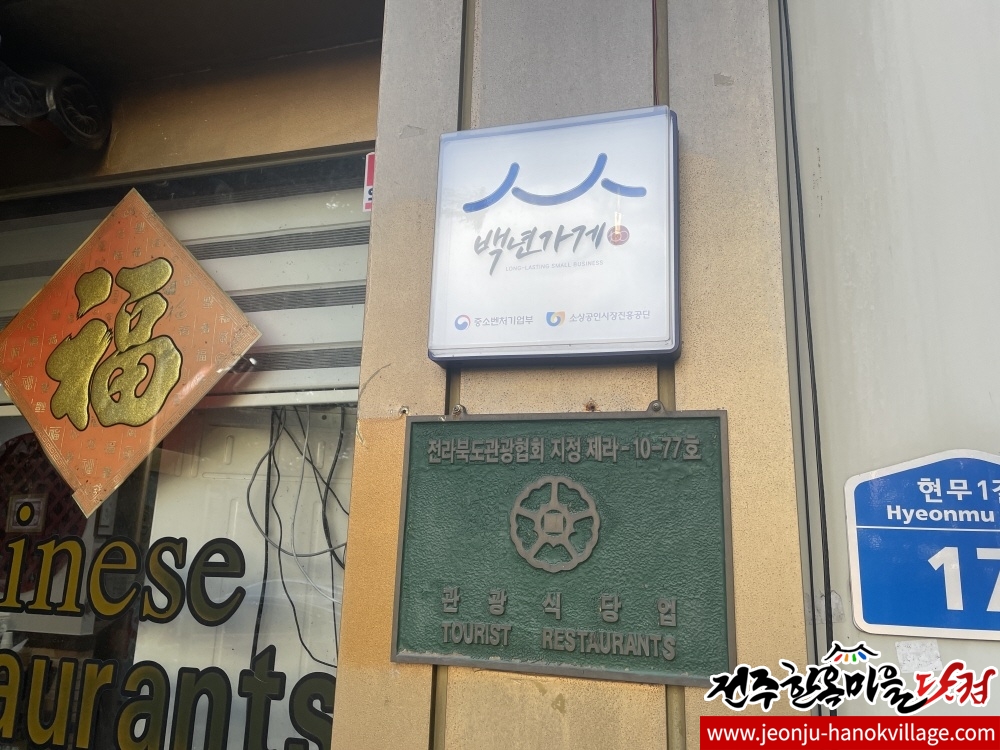 福
백년가게
LONG-LASTING SMALL BUSINESS
중소벤처기업부 소상공인시장진흥공단
전라북도관광협회 지정 제라-10-77호
관광식당업
TOURIST RESTAURANTS
현무1길
Hyeonmu
17
inese
aurants
전주한옥마을닷컴
www.jeonju-hanokvillage.com